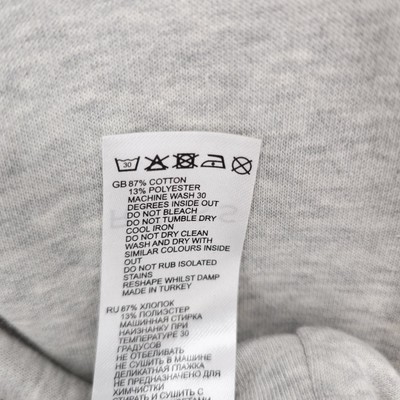 30
GB 87% COTTON
13% POLYESTER
MACHINE WASH 30
DEGREES INSIDE OUT
DO NOT BLEACH
DO NOT TUMBLE DRY
COOL IRON
DO NOT DRY CLEAN
WASH AND DRY WITH
SIMILAR COLOURS INSIDE
OUT
DO NOT RUB ISOLATED
STAINS
RESHAPE WHILST DAMP
MADE IN TURKEY
RU 87% ХЛОПОК
13% ПОЛИЭСТЕР
МАШИННАЯ СТИРКА
НАИЗНАНКУ ПРИ
ТЕМПЕРАТУРЕ 30
НЕ ОТБЕЛИВАТЬ
НЕ СУШИТЬ В МАШИНЕ
ДЕЛИКАТНАЯ ГЛАЖКА
НЕ ПРЕДНАЗНАЧЕНО ДЛЯ
ХИМЧИСТКИ
СТИРАТЬ И СУШИТЬ С